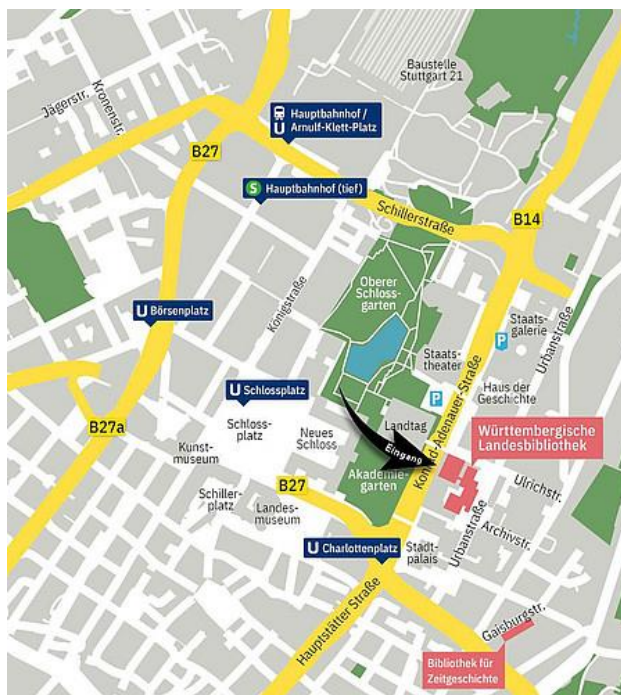 Baustelle
Stuttgart 21
Jägerstr.
Kronenstr.
Hauptbahnhof /
U Arnulf-Klett-Platz
B27
S Hauptbahnhof (tief)
Schillerstraße
B14
Oberer
Schloss-
garten
Königstraße
U Börsenplatz
Staats-
galerie
P
Urbanstraße
Staats-
theater
Konrad-Adenauer-Straße
U Schlossplatz
P
Haus der
Geschichte
B27a
Schloss-
platz
Neues
Schloss
Landtag
Württembergische
Landesbibliothek
Kunst-
museum
Eingang
Akademie-
garten
B27
Schiller-
platz
Landes-
museum
Ulrichstr.
Urbanstraße
Archivstr.
U Charlottenplatz
Stadt-
palais
Hauptstätter Straße
Gaisburgstr.
Bibliothek für
Zeitgeschichte